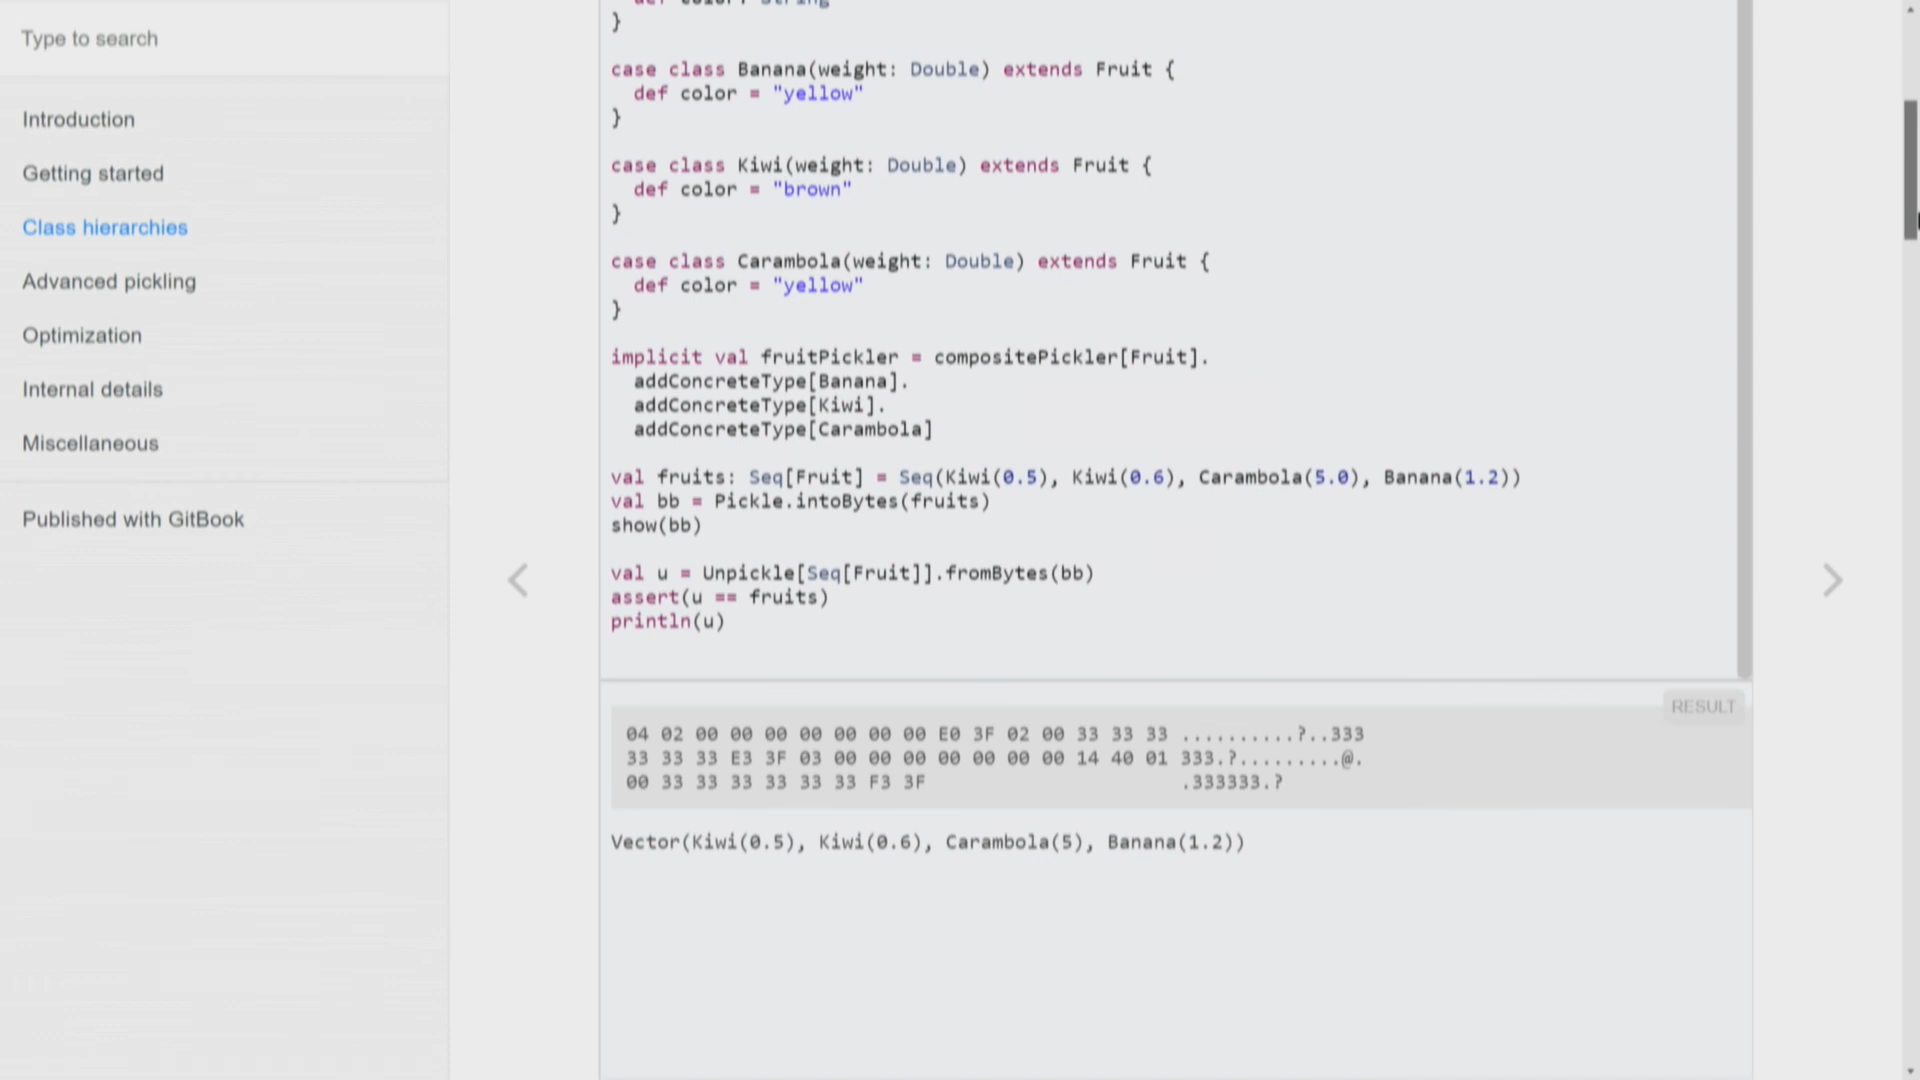 Type to search
Introduction
Getting started
Class hierarchies
Advanced pickling
Optimization
Internal details
Miscellaneous
Published with GitBook
def color: String
}
case class Banana(weight: Double) extends Fruit {
def color = "yellow"
}
case class Kiwi(weight: Double) extends Fruit {
def color = "brown"
}
case class Carambola(weight: Double) extends Fruit {
def color = "yellow"
}
implicit val fruitPickler = compositePickler[Fruit].
addConcreteType[Banana].
addConcreteType[Kiwi].
addConcreteType[Carambola]
val fruits: Seq[Fruit] = Seq(Kiwi(0.5), Kiwi(0.6), Carambola(5.0), Banana(1.2))
val bb = Pickle.intoBytes(fruits)
show(bb)
val u = Unpickle[Seq[Fruit]].fromBytes(bb)
assert(u == fruits)
println(u)
RESULT
04 02 00 00 00 00 00 00 00 E0 3F 02 00 33 33 33 ..........?..333
33 33 33 E3 3F 03 00 00 00 00 00 00 00 14 40 01 333.?.........@.
00 33 33 33 33 33 33 F3 3F .333333.?
Vector(Kiwi(0.5), Kiwi(0.6), Carambola(5), Banana(1.2))